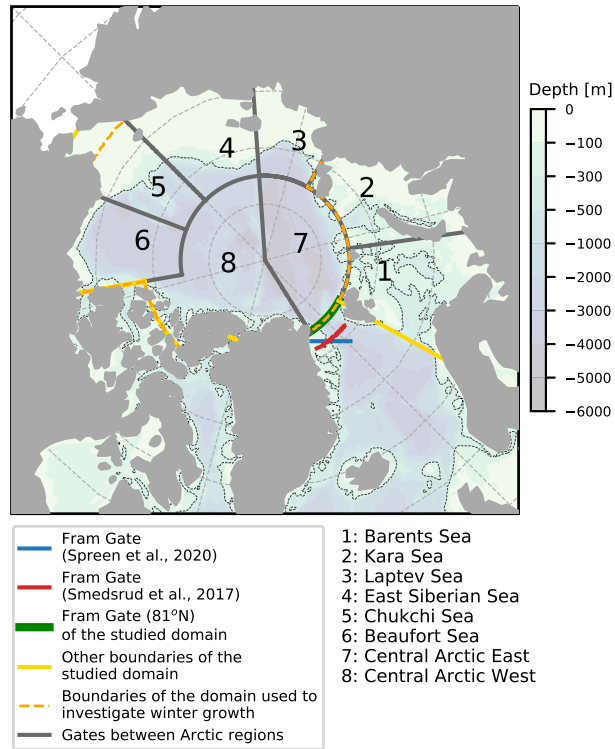 Depth [m]
0
−100
−500
−1000
−2000
−3000
−4000
−5000
−6000
1
2
3
4
5
6
7
8
Fram Gate
(Spreen et al., 2020)
Fram Gate
(Smedsrud et al., 2017)
Fram Gate (81°N)
of the studied domain
Other boundaries of the
studied domain
Boundaries of the domain used to
investigate winter growth
Gates between Arctic regions
1: Barents Sea
2: Kara Sea
3: Laptev Sea
4: East Siberian Sea
5: Chukchi Sea
6: Beaufort Sea
7: Central Arctic East
8: Central Arctic West